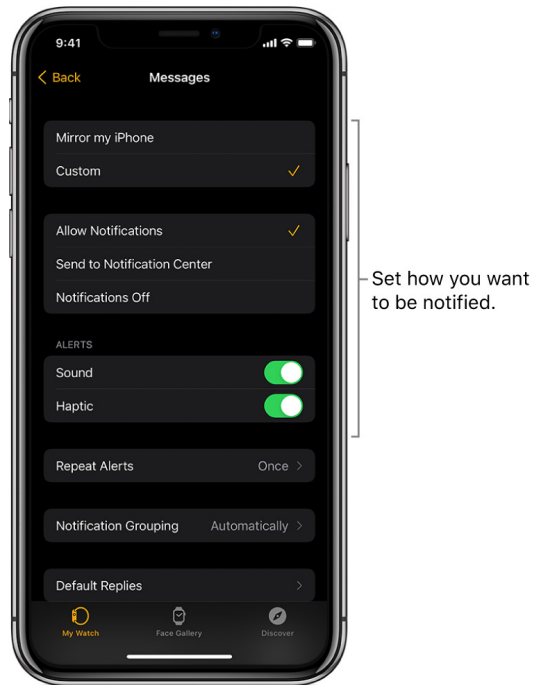 9:41
Back
Messages
Mirror my iPhone
Custom
Allow Notifications
Send to Notification Center
Notifications Off
ALERTS
Sound
Haptic
Repeat Alerts Once
Notification Grouping Automatically
Default Replies
My Watch Face Gallery Discover
Set how you want
to be notified.